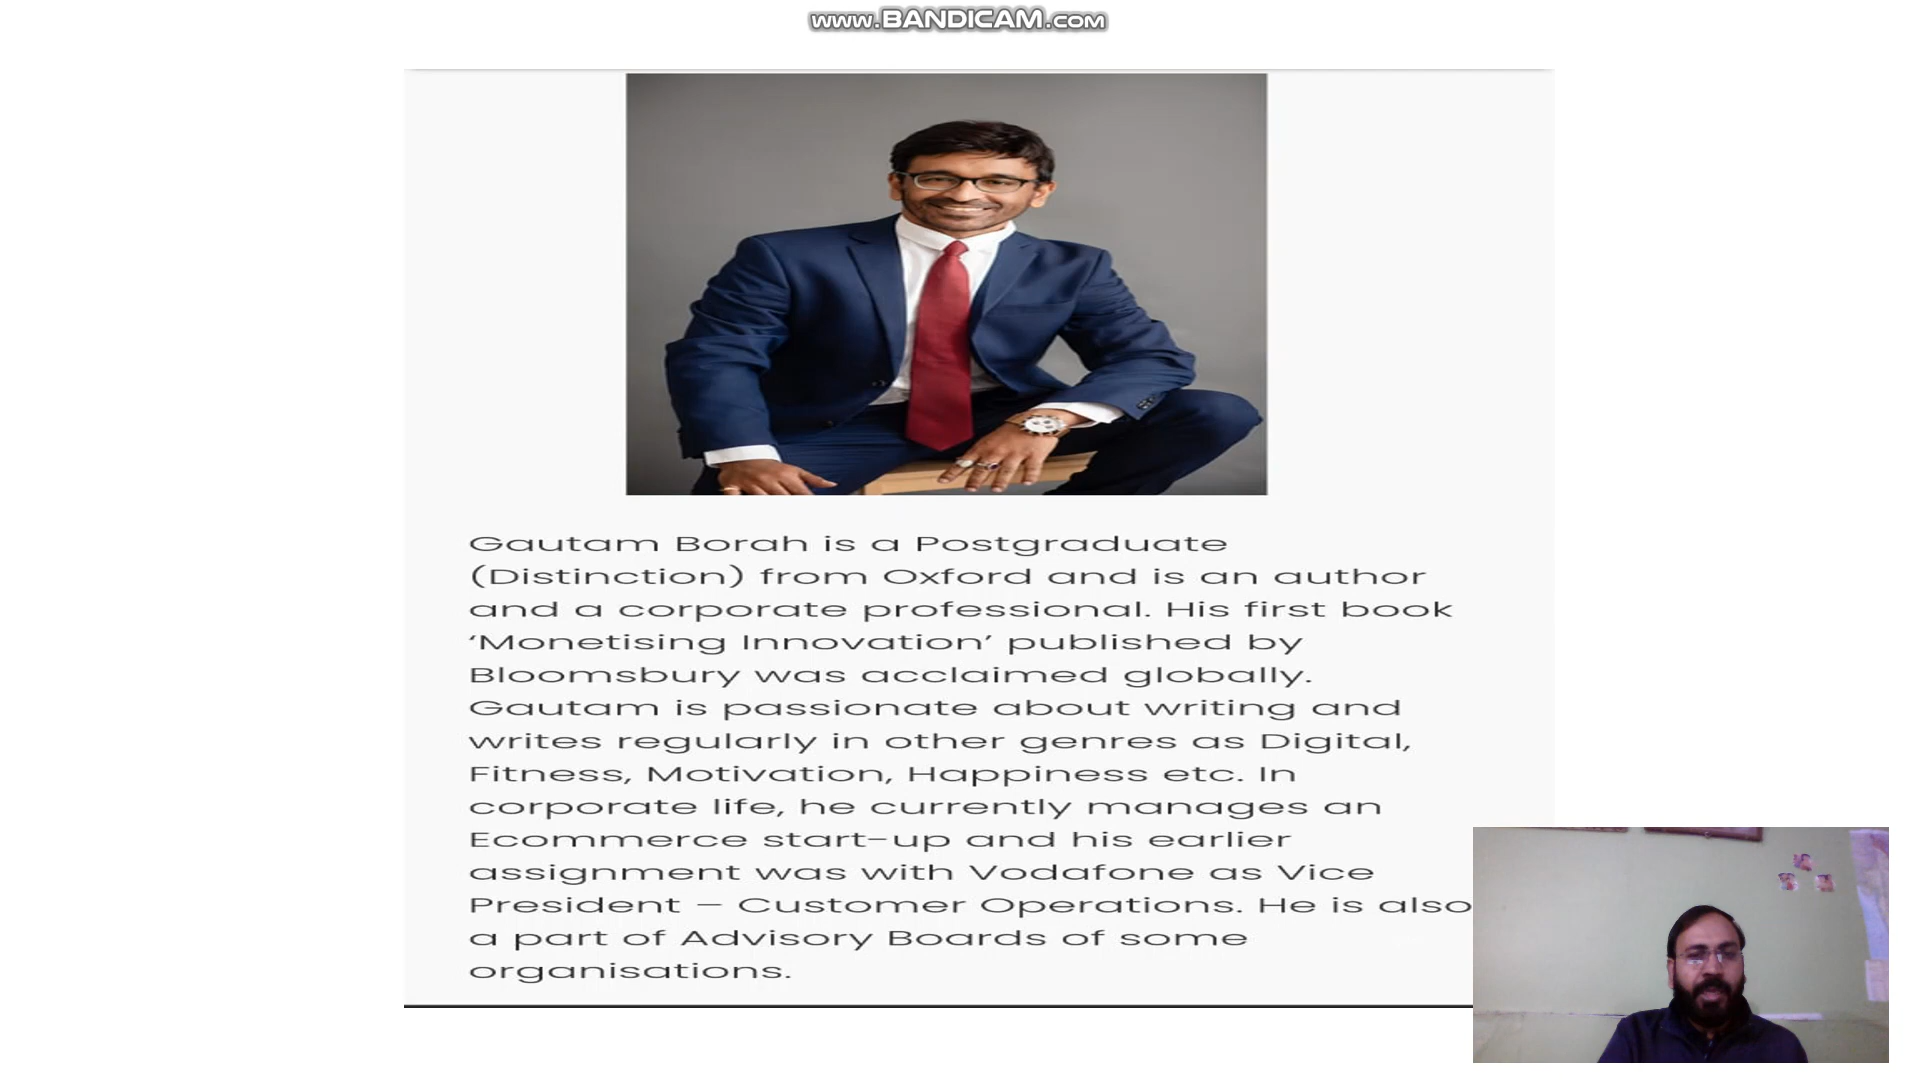 www.BANDICAM.com
Gautam Borah is a Postgraduate
(Distinction) from Oxford and is an author
and a corporate professional. His first book
‘Monetising Innovation’ published by
Bloomsbury was acclaimed globally.
Gautam is passionate about writing and
writes regularly in other genres as Digital,
Fitness, Motivation, Happiness etc. In
corporate life, he currently manages an
Ecommerce start-up and his earlier
assignment was with Vodafone as Vice
President – Customer Operations. He is also
a part of Advisory Boards of some
organisations.